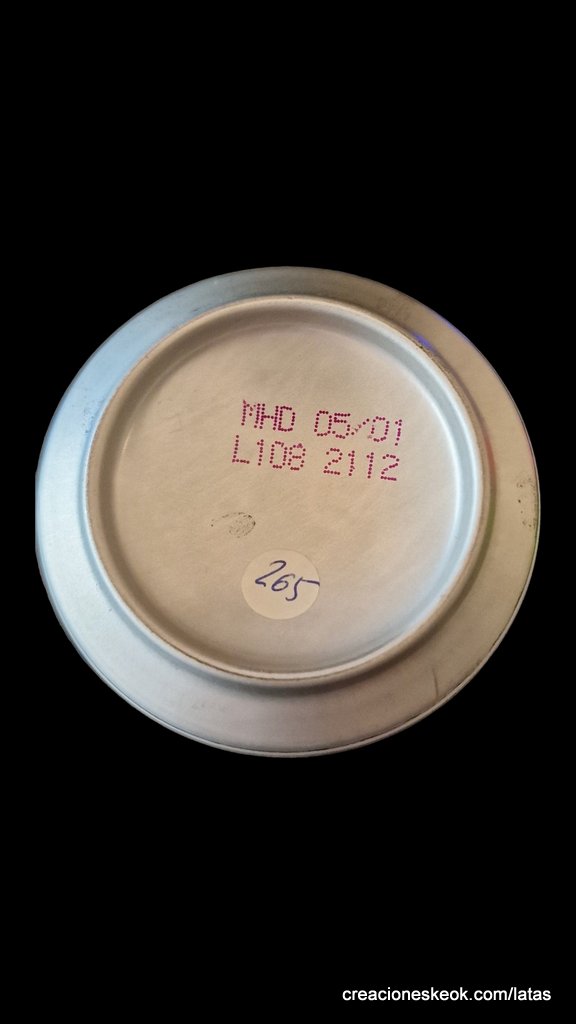 MHD 05/01
L108 2112
265
creacioneskeok.com/latas